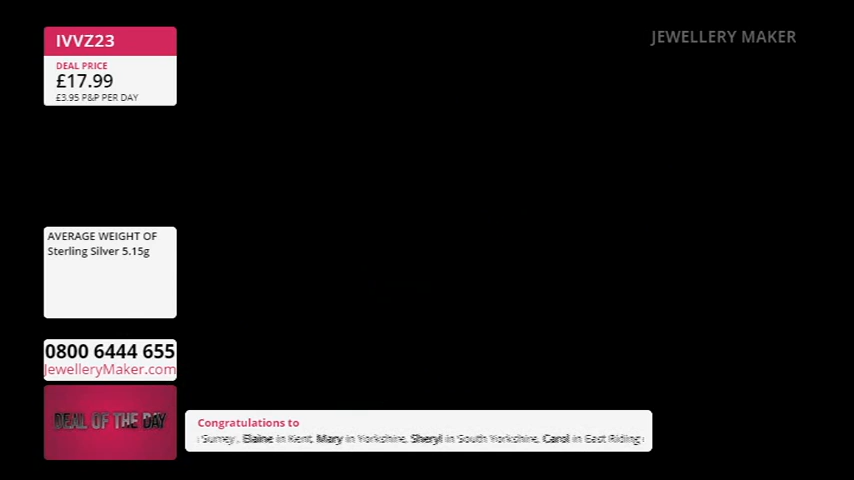 IVVZ23
DEAL PRICE
£17.99
£3.95 P&P PER DAY
JEWELLERY MAKER
AVERAGE WEIGHT OF
Sterling Silver 5.15g
0800 6444 655
JewelleryMaker.com
DEAL OF THE DAY
Congratulations to
Surrey, Elaine in Kent, Mary in Yorkshire, Sheryl in South Yorkshire, Carol in East Riding